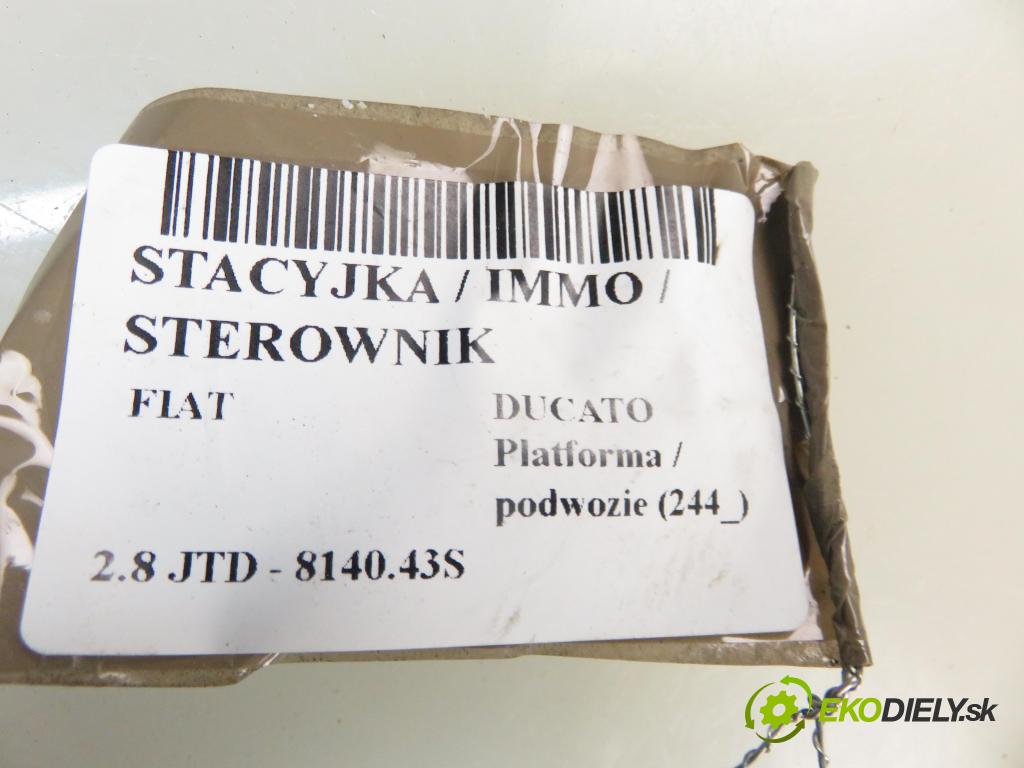 STACYJKA / IMMO /
STEROWNIK
FIAT
DUCATO
Platforma /
podwozie (244_)
2.8 JTD - 8140.43S
EKODIELY.sk